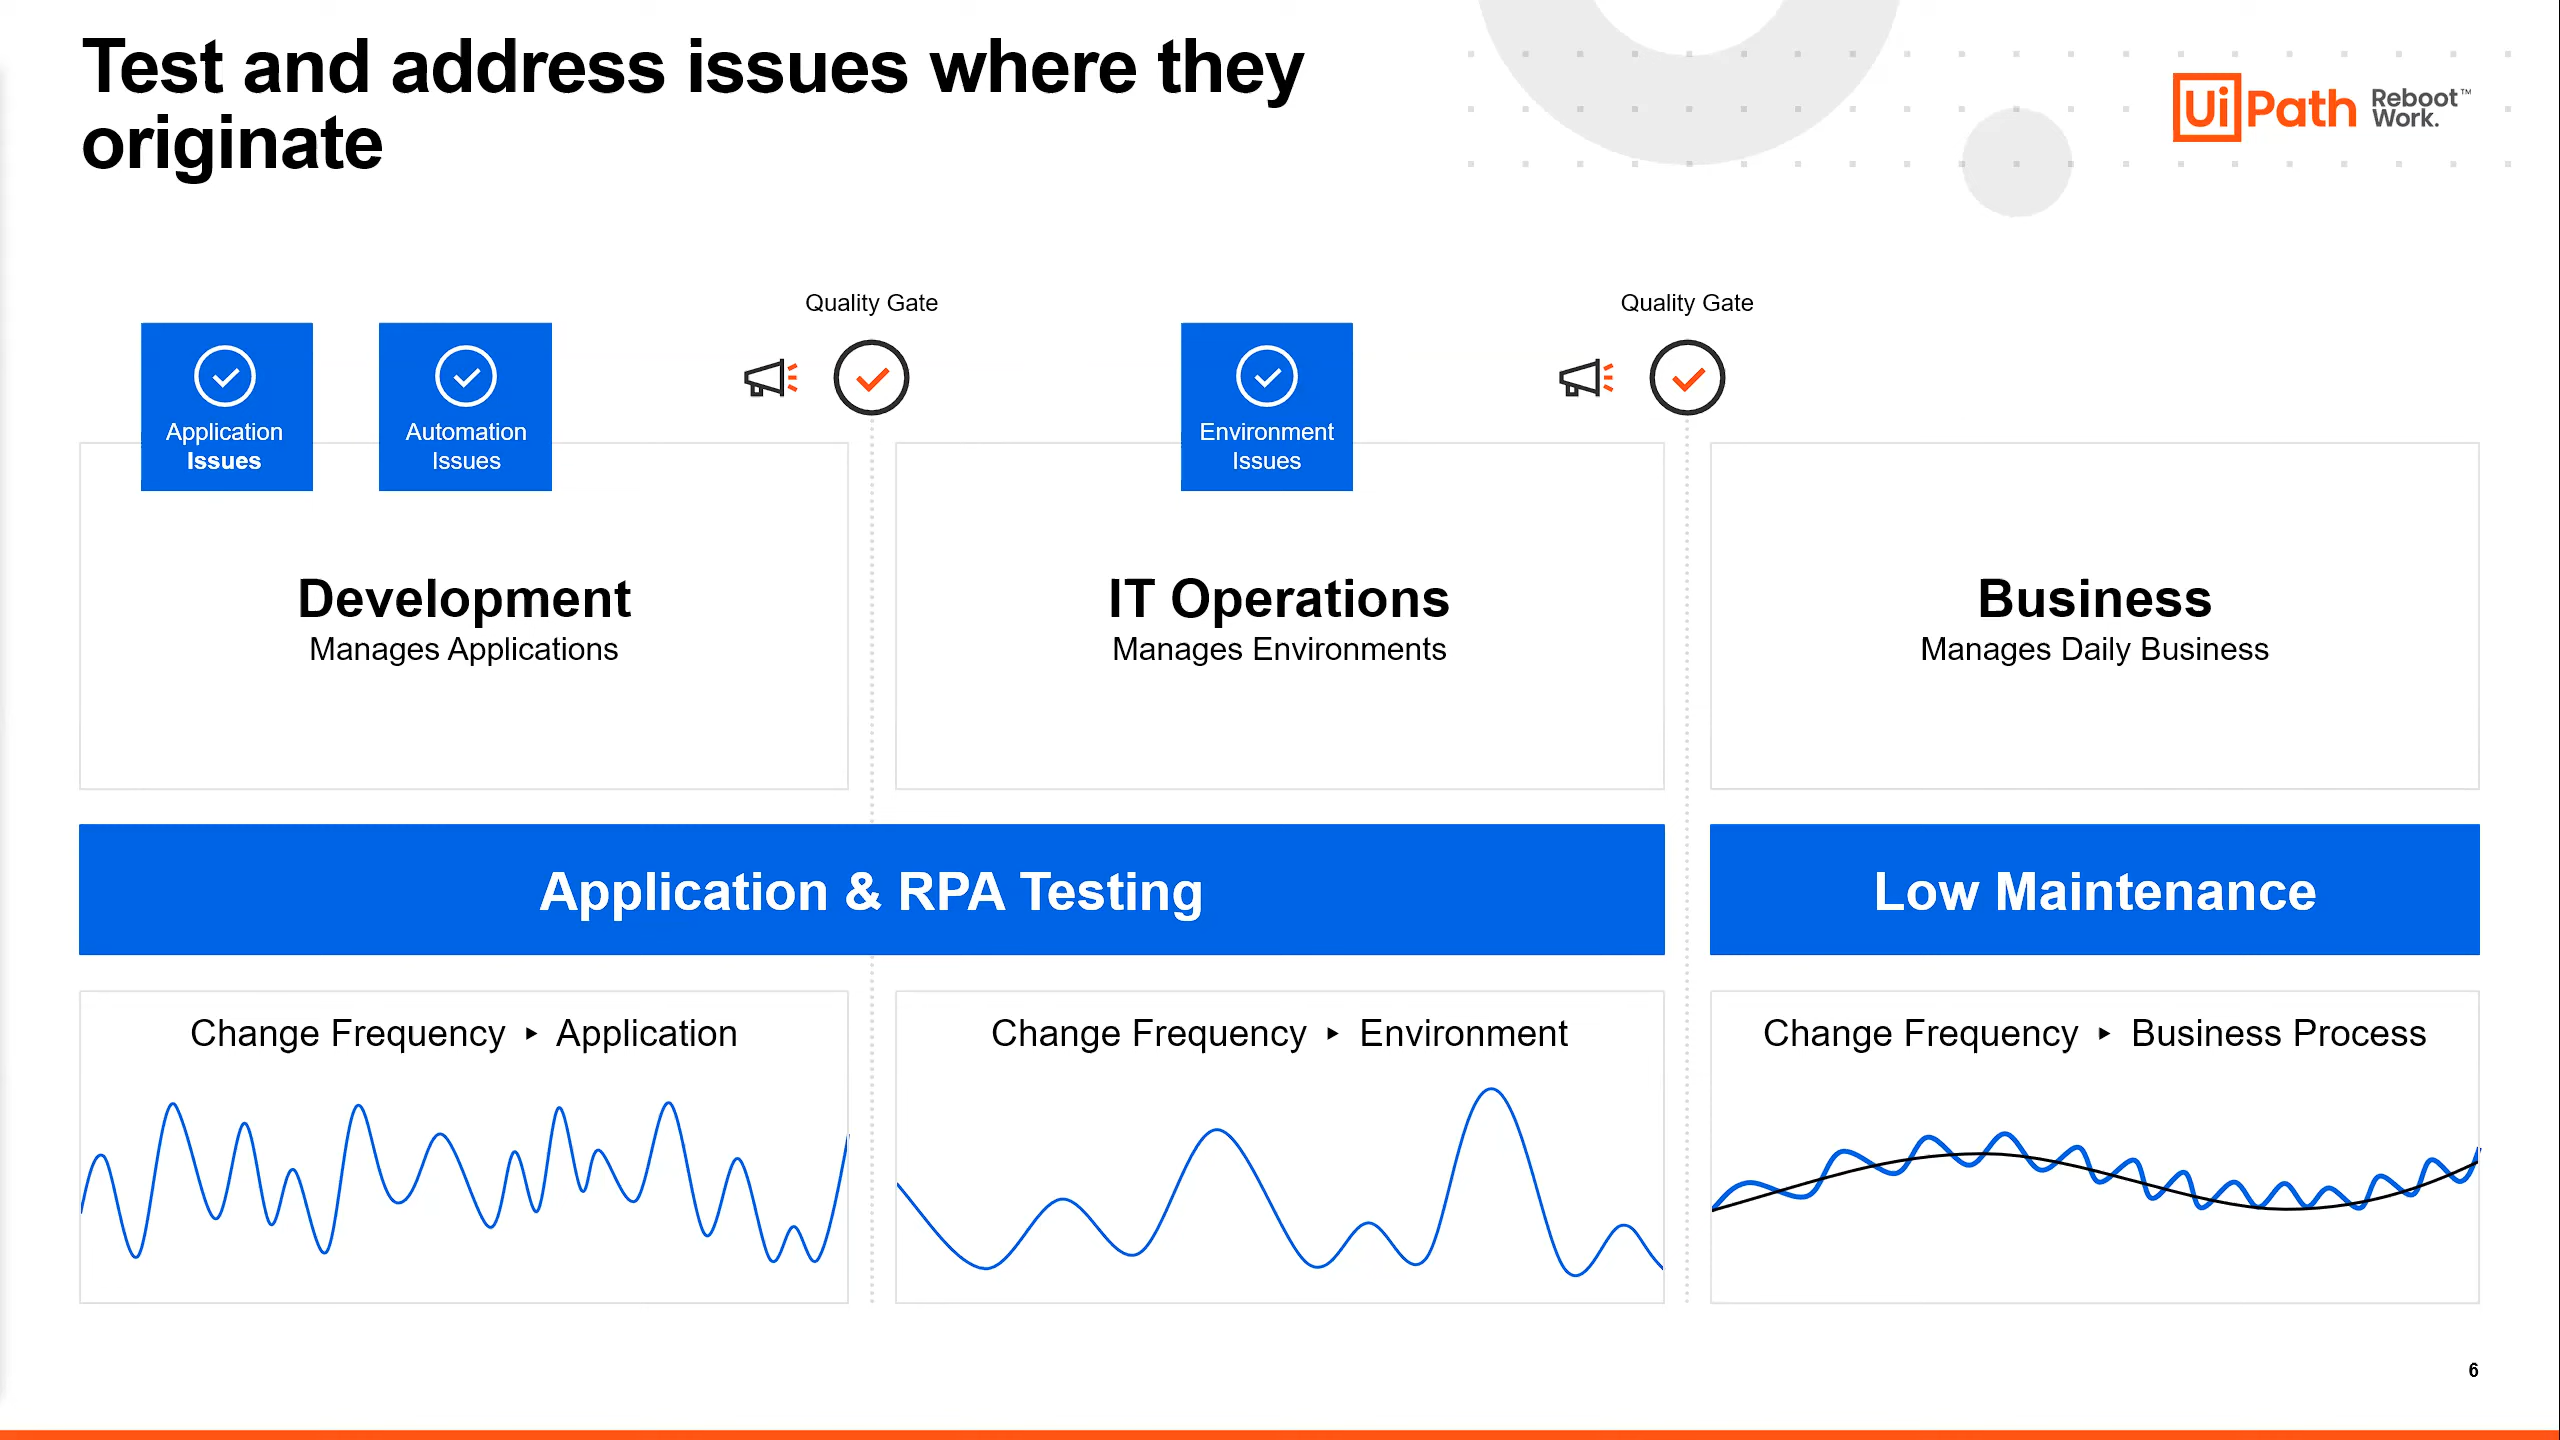 Test and address issues where they
originate
UiPath Reboot Work.™
Quality Gate
Quality Gate
Application
Issues
Automation
Issues
Environment
Issues
Development
Manages Applications
IT Operations
Manages Environments
Business
Manages Daily Business
Application & RPA Testing
Low Maintenance
Change Frequency ▸ Application
Change Frequency ▸ Environment
Change Frequency ▸ Business Process
6